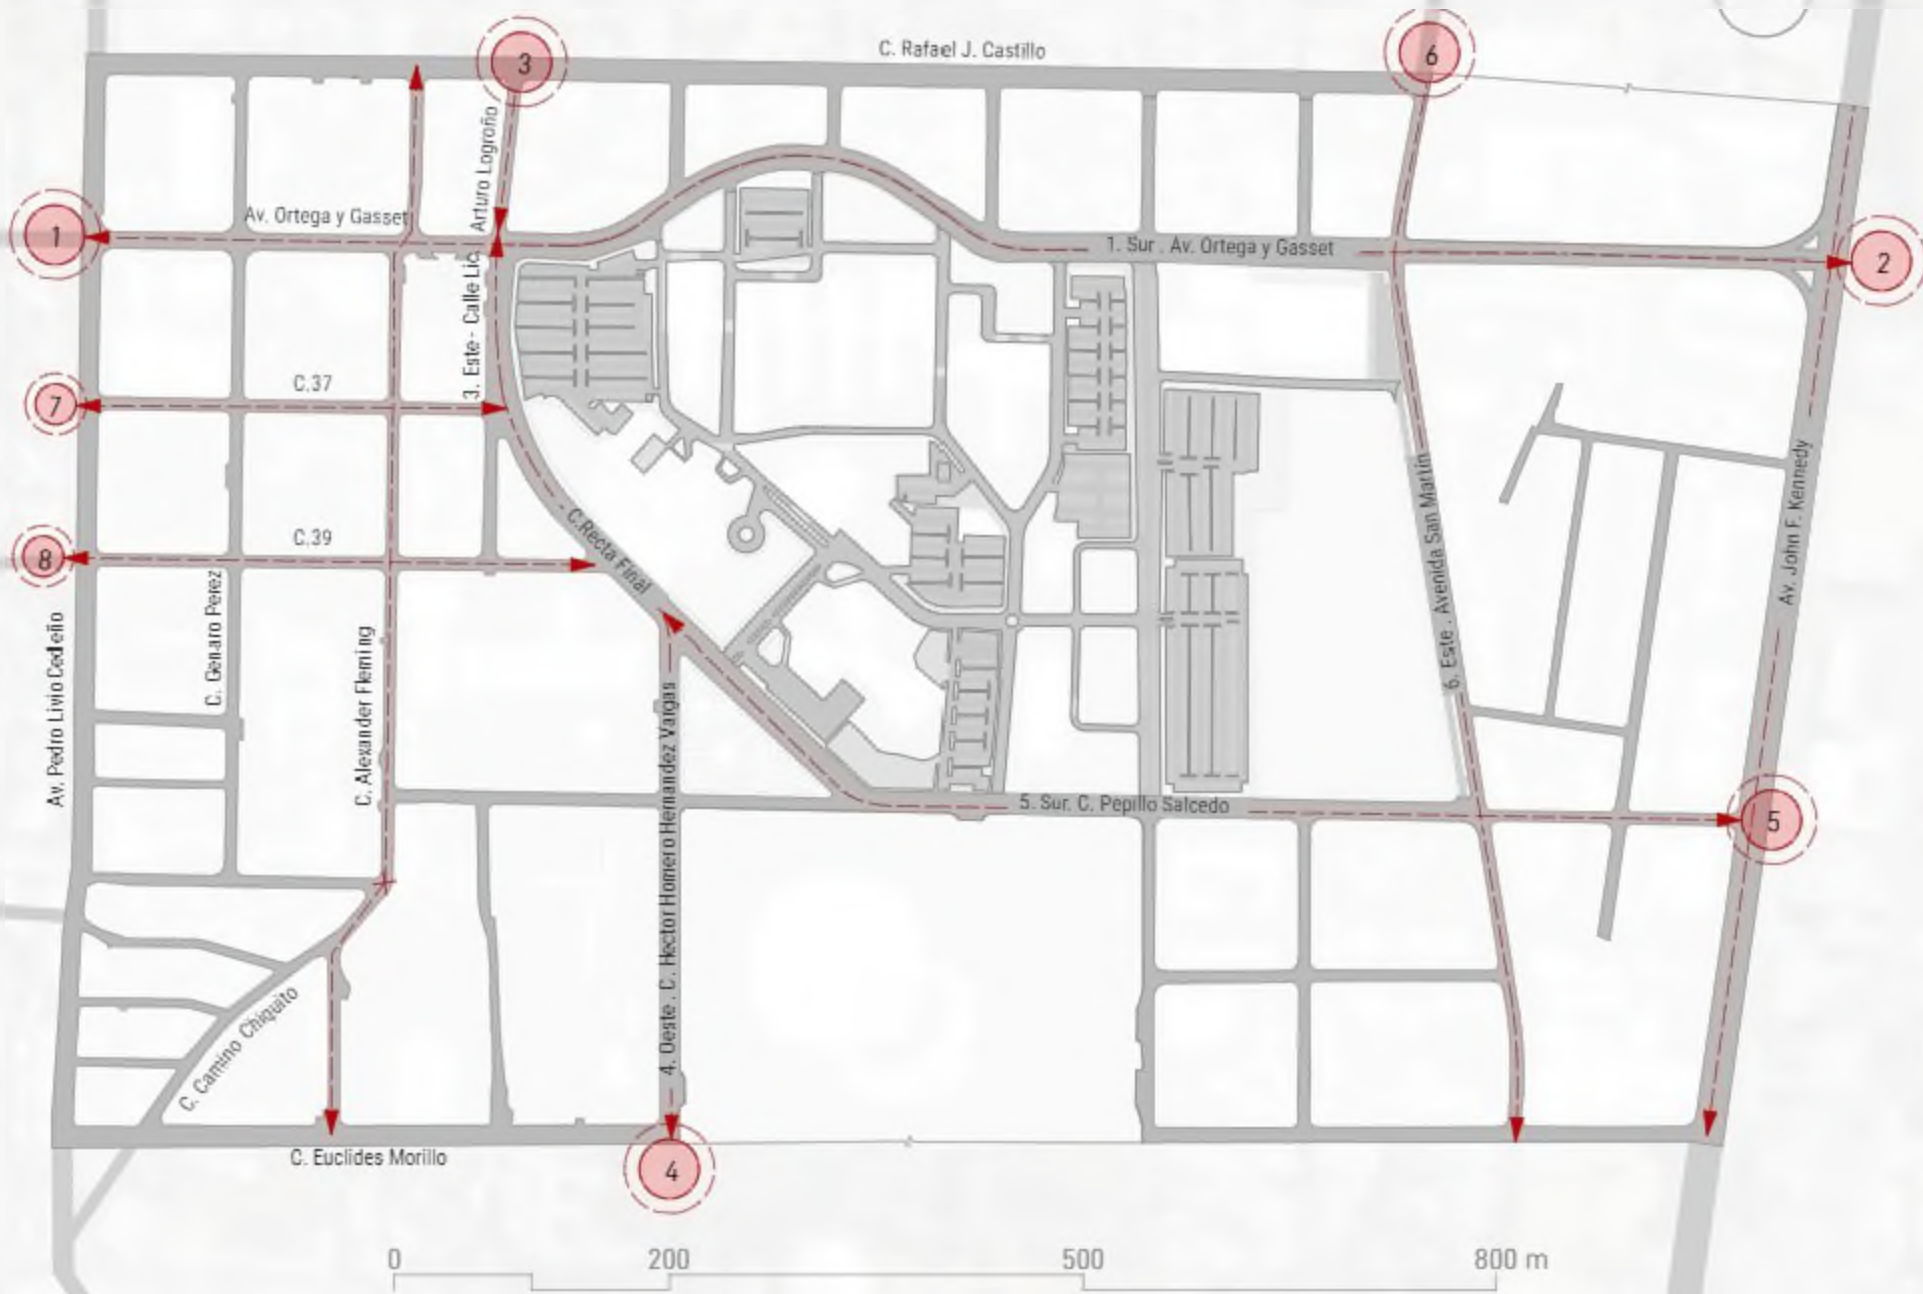 C. Rafael J. Castillo
3
6
Arturo Logroño
Av. Ortega y Gasset
1
1. Sur . Av. Ortega y Gasset
2
3. Este - Calle Lic.
C.37
7
Av. John F. Kennedy
6. Este . Avenida San Martín
C.39
8
- C.Recta Final
C. Genaro Perez
Av. Pedro Livio Cedeño
C. Alexander Fleming
4. Oeste . C. Hector Homero Hernandez Vargas
5. Sur. C. Pepillo Salcedo
5
C. Camino Chiquito
C. Euclides Morillo
4
0 200 500 800 m